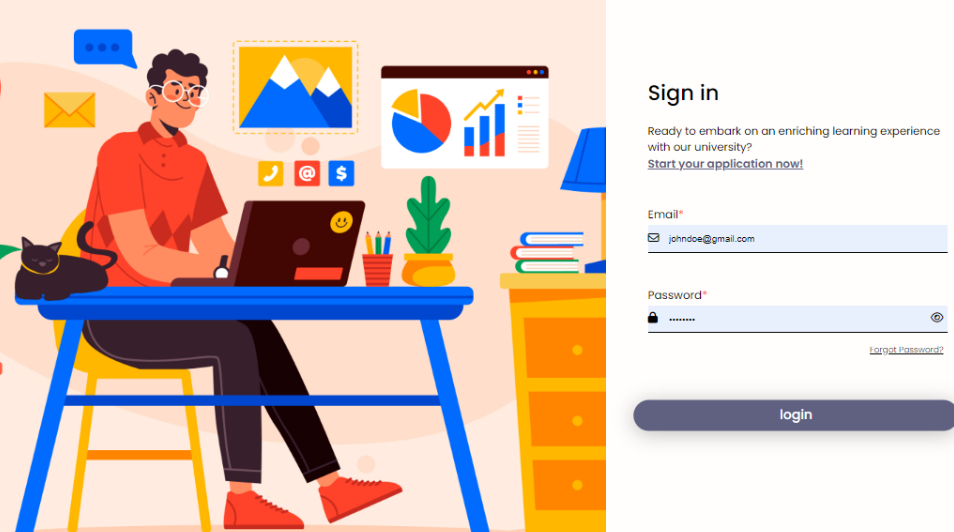 @
$
Sign in
Ready to embark on an enriching learning experience
with our university?
Start your application now!
Email*
johndoe@gmail.com
Password*
••••••••
Forgot Password?
login